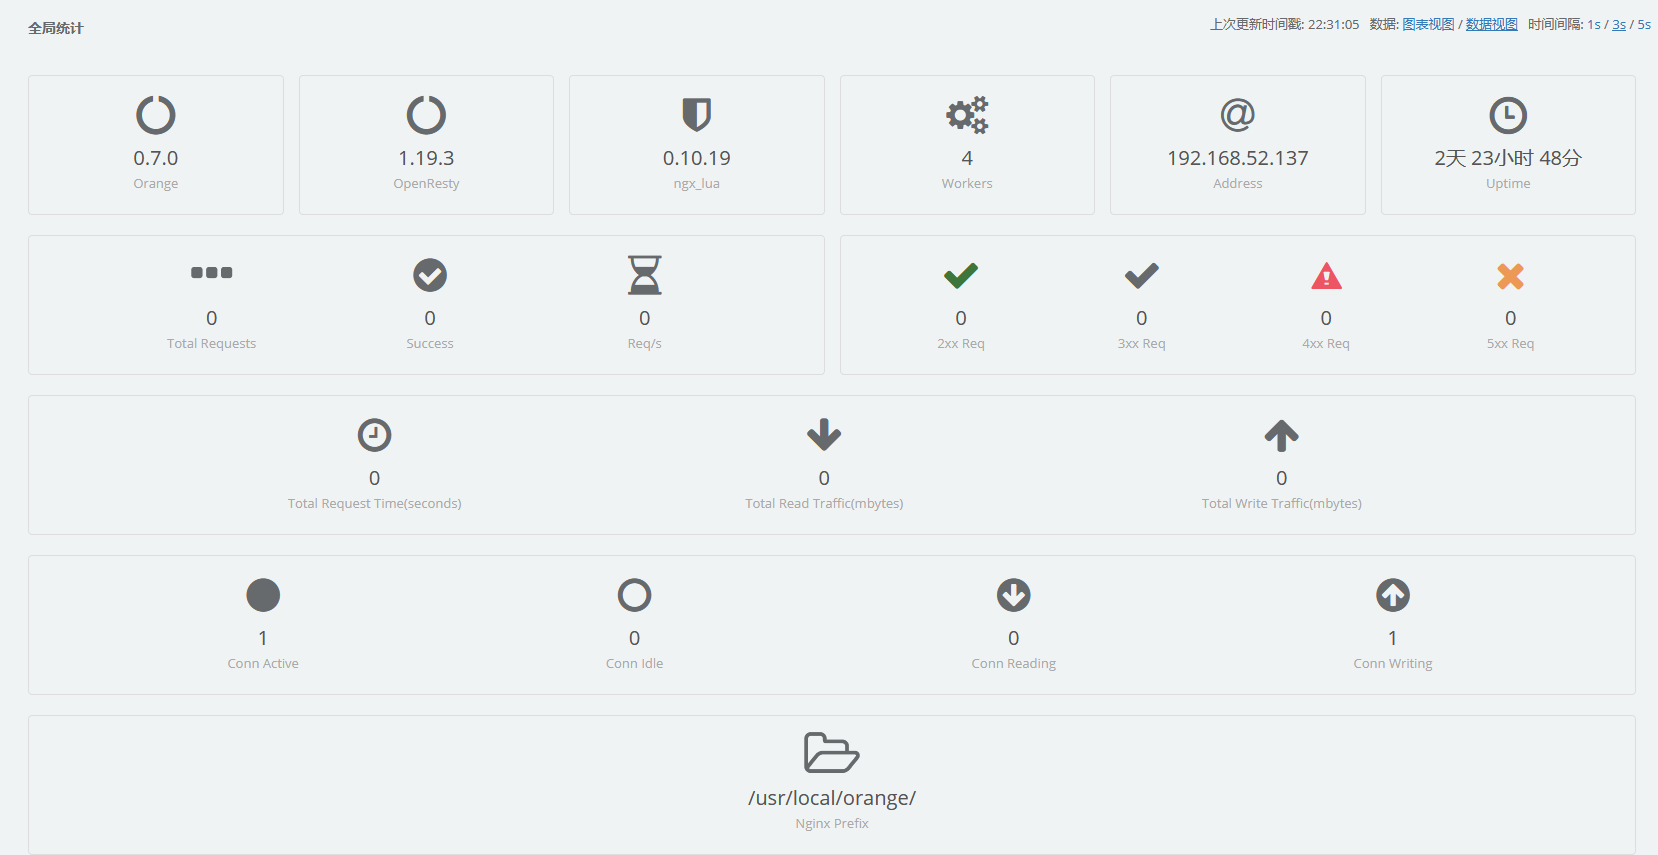 全局统计
上次更新时间戳: 22:31:05 数据: 图表视图 / 数据视图 时间间隔: 1s / 3s / 5s
0.7.0
Orange
1.19.3
OpenResty
0.10.19
ngx_lua
4
Workers
192.168.52.137
Address
2天 23小时 48分
Uptime
0
Total Requests
0
Success
0
Req/s
0
2xx Req
0
3xx Req
0
4xx Req
0
5xx Req
0
Total Request Time(seconds)
0
Total Read Traffic(mbytes)
0
Total Write Traffic(mbytes)
1
Conn Active
0
Conn Idle
0
Conn Reading
1
Conn Writing
/usr/local/orange/
Nginx Prefix